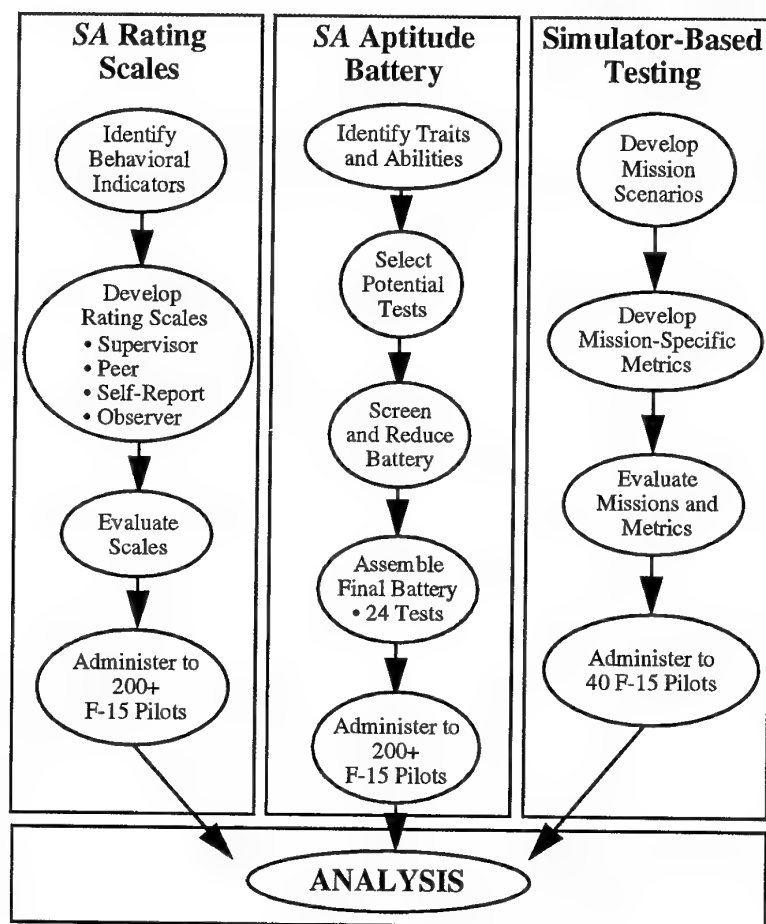 SA Rating
Scales
Identify
Behavioral
Indicators
Develop
Rating Scales
• Supervisor
• Peer
• Self-Report
• Observer
Evaluate
Scales
Administer to
200+
F-15 Pilots
SA Aptitude
Battery
Identify Traits
and Abilities
Select
Potential
Tests
Screen
and Reduce
Battery
Assemble
Final Battery
• 24 Tests
Administer to
200+
F-15 Pilots
Simulator-Based
Testing
Develop
Mission
Scenarios
Develop
Mission-Specific
Metrics
Evaluate
Missions and
Metrics
Administer to
40 F-15 Pilots
ANALYSIS